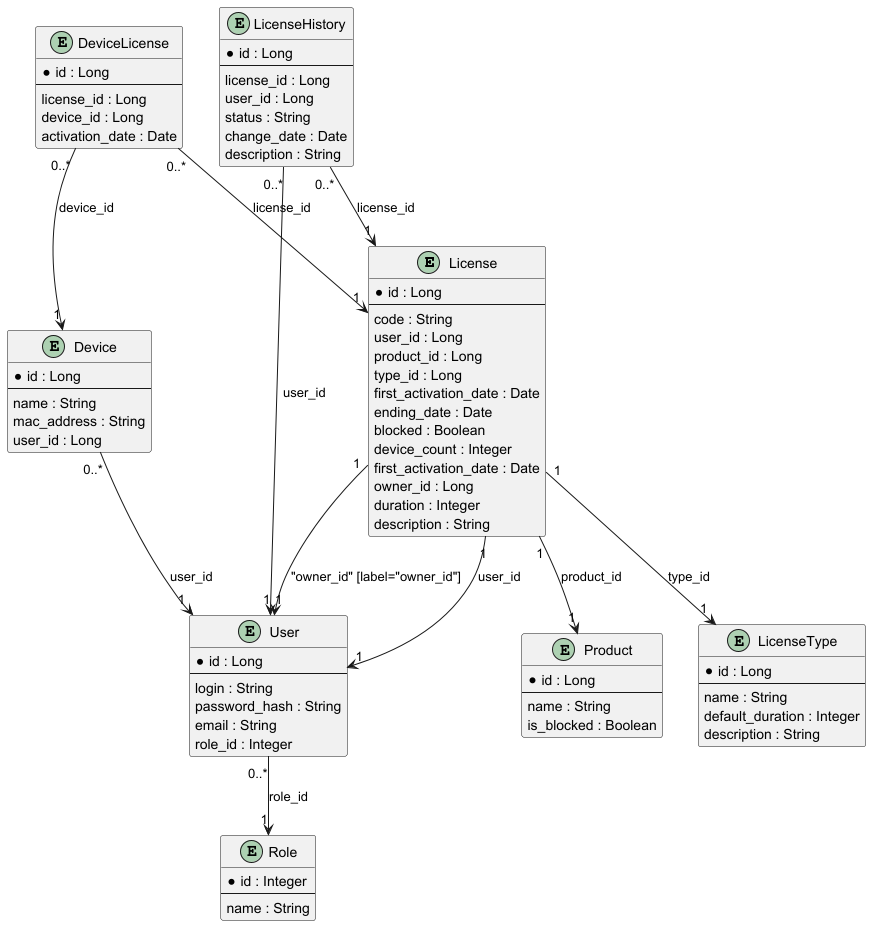 E DeviceLicense
* id : Long
license_id : Long
device_id : Long
activation_date : Date
E LicenseHistory
* id : Long
license_id : Long
user_id : Long
status : String
change_date : Date
description : String
0..*
0..*
0..*
0..*
device_id
license_id
license_id
1
1
1
E License
* id : Long
code : String
user_id : Long
product_id : Long
type_id : Long
first_activation_date : Date
ending_date : Date
blocked : Boolean
device_count : Integer
first_activation_date : Date
owner_id : Long
duration : Integer
description : String
E Device
* id : Long
name : String
mac_address : String
user_id : Long
user_id
0..*
1
1
1
1
user_id
"owner_id" [label="owner_id"]
user_id
product_id
type_id
1
1
1
1
1
1
E User
* id : Long
login : String
password_hash : String
email : String
role_id : Integer
E Product
* id : Long
name : String
is_blocked : Boolean
E LicenseType
* id : Long
name : String
default_duration : Integer
description : String
0..*
role_id
1
E Role
* id : Integer
name : String